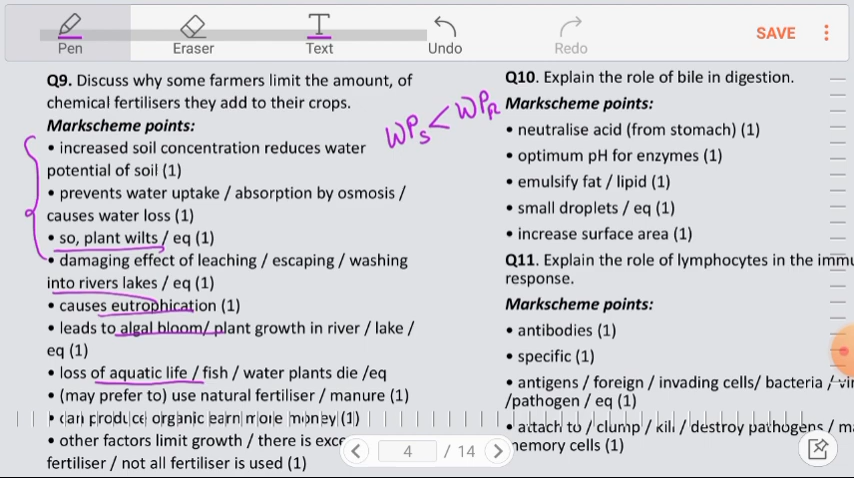 Pen
Eraser
Text
Undo
Redo
SAVE
Q9. Discuss why some farmers limit the amount, of
chemical fertilisers they add to their crops.
Markscheme points:
• increased soil concentration reduces water
potential of soil (1)
• prevents water uptake / absorption by osmosis /
causes water loss (1)
• so, plant wilts / eq (1)
• damaging effect of leaching / escaping / washing
into rivers lakes / eq (1)
• causes eutrophication (1)
• leads to algal bloom/ plant growth in river / lake /
eq (1)
• loss of aquatic life / fish / water plants die /eq
• (may prefer to) use natural fertiliser / manure (1)
• can produce organic earn more money (1)
• other factors limit growth / there is exce
fertiliser / not all fertiliser is used (1)
WPs < WPR
Q10. Explain the role of bile in digestion.
Markscheme points:
• neutralise acid (from stomach) (1)
• optimum pH for enzymes (1)
• emulsify fat / lipid (1)
• small droplets / eq (1)
• increase surface area (1)
Q11. Explain the role of lymphocytes in the immu
response.
Markscheme points:
• antibodies (1)
• specific (1)
• antigens / foreign / invading cells/ bacteria / vir
/pathogen / eq (1)
• attach to / clump / kill / destroy pathogens / m
memory cells (1)
4 / 14